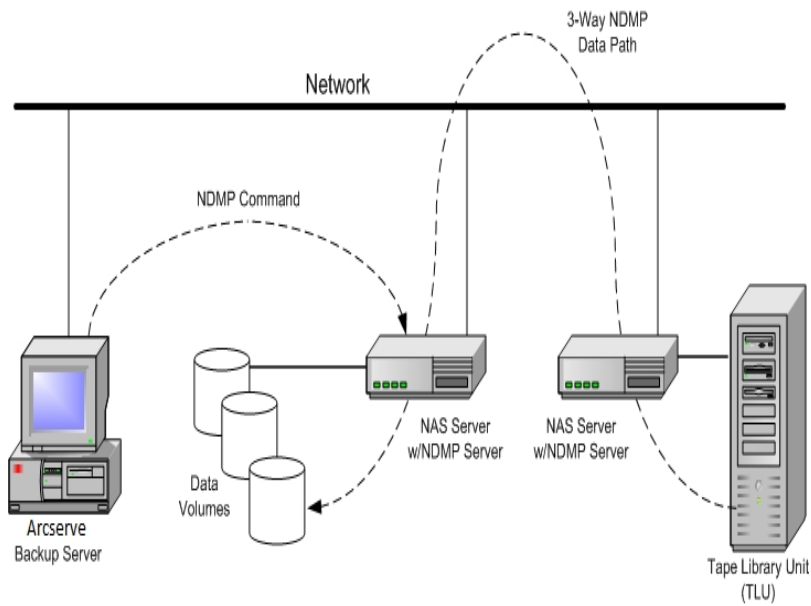 3-Way NDMP
Data Path
Network
NDMP Command
NAS Server
w/NDMP Server
NAS Server
w/NDMP Server
Data
Volumes
Arcserve
Backup Server
Tape Library Unit
(TLU)